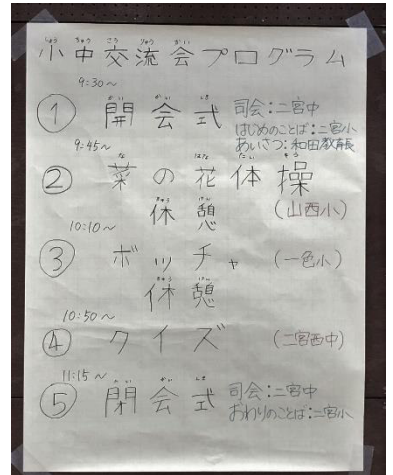 小中交流会プログラム
9:30～
① 開会式 司会:二宮中
はじめのことば:二宮小
あいさつ:和田教育長
9:45～
② 菜の花体操
休憩 (山西小)
10:10～
③ ボッチャ (一色小)
休憩
10:50～
④ クイズ (二宮西中)
11:15～
⑤ 閉会式 司会:二宮中
おわりのことば:二宮小